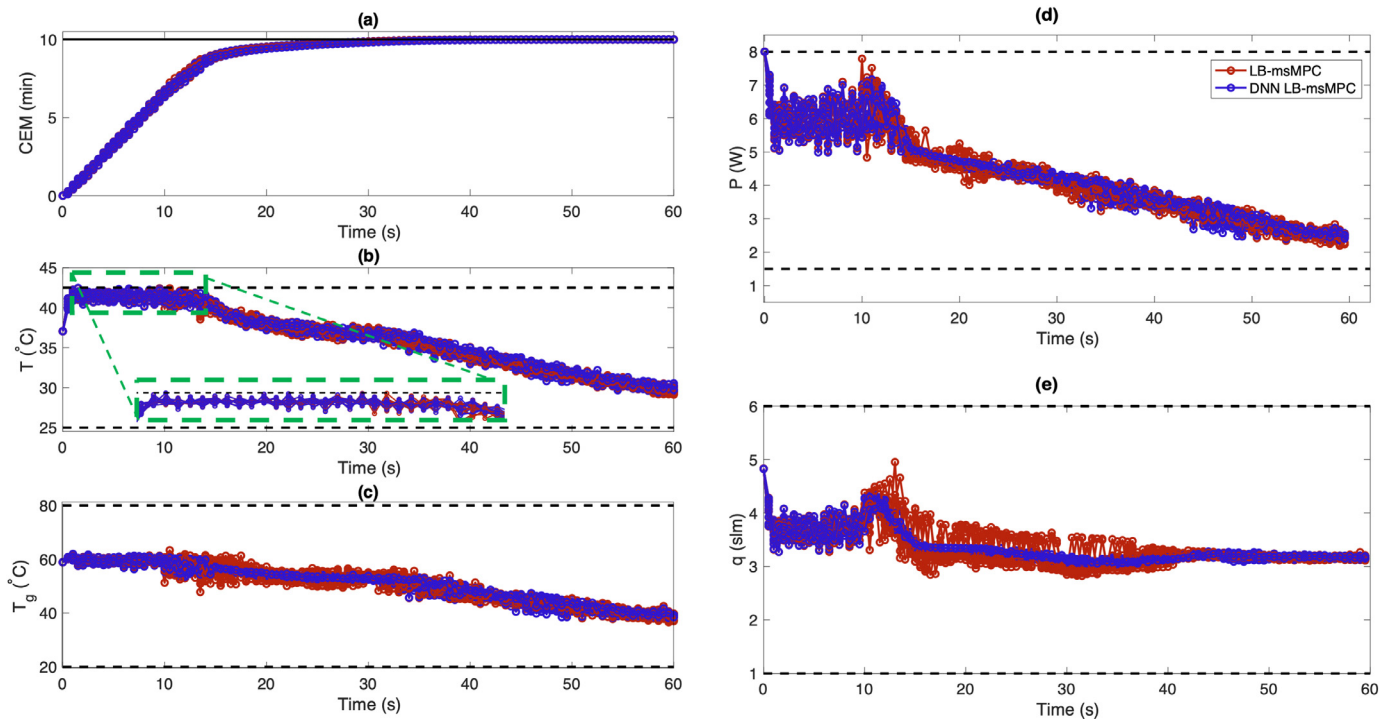 (a)
10
5
0
CEM (min)
0 10 20 30 40 50 60
Time (s)
(b)
45
40
35
30
25
T (°C)
0 10 20 30 40 50 60
Time (s)
(c)
80
60
40
20
T_g (°C)
0 10 20 30 40 50 60
Time (s)
(d)
8
7
6
5
4
3
2
1
P (W)
LB-msMPC
DNN LB-msMPC
0 10 20 30 40 50 60
Time (s)
(e)
6
5
4
3
2
1
q (slm)
0 10 20 30 40 50 60
Time (s)